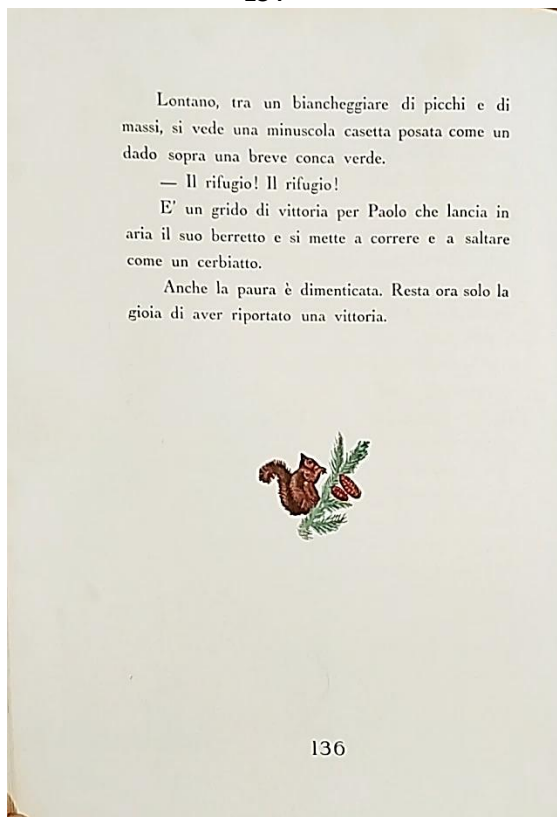 Lontano, tra un biancheggiare di picchi e di
massi, si vede una minuscola casetta posata come un
dado sopra una breve conca verde.
— Il rifugio! Il rifugio!
E' un grido di vittoria per Paolo che lancia in
aria il suo berretto e si mette a correre e a saltare
come un cerbiatto.
Anche la paura è dimenticata. Resta ora solo la
gioia di aver riportato una vittoria.
136